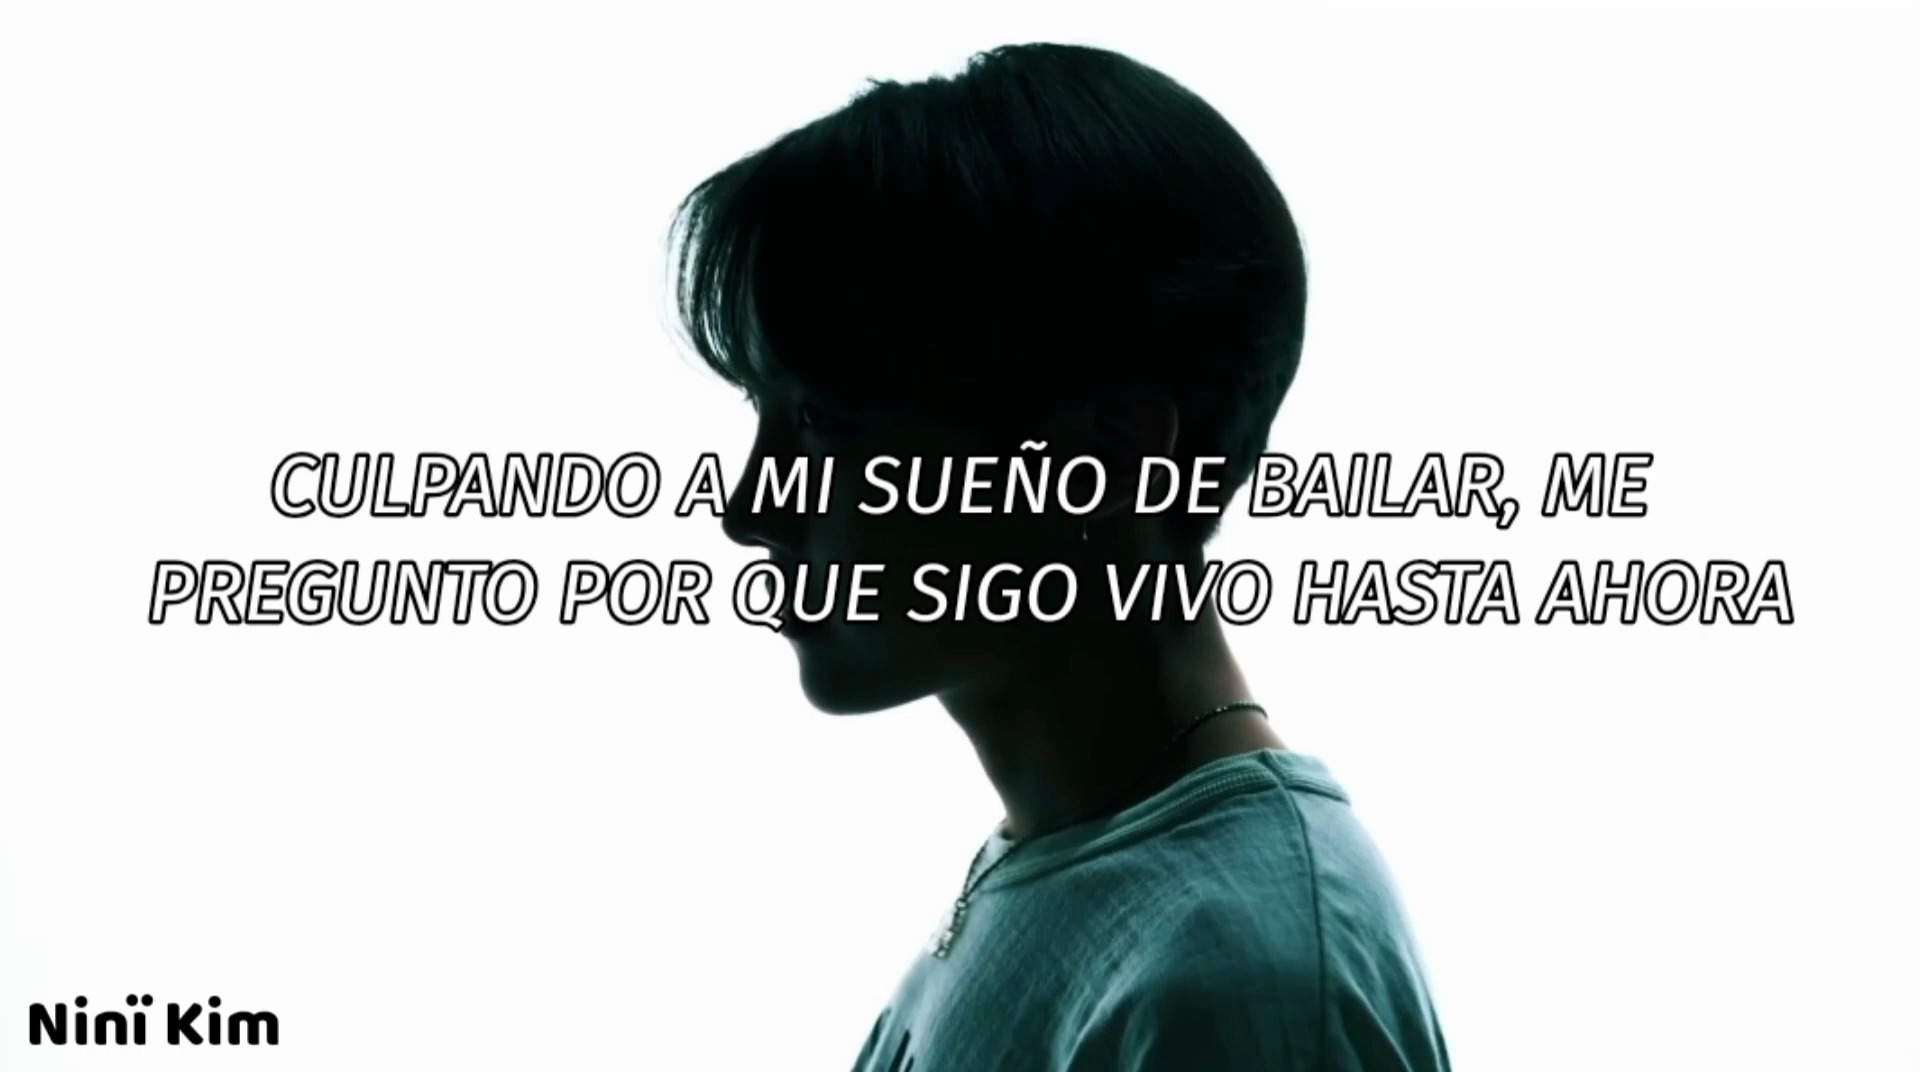 CULPANDO A MI SUEÑO DE BAILAR, ME
PREGUNTO POR QUE SIGO VIVO HASTA AHORA
Ninï Kim